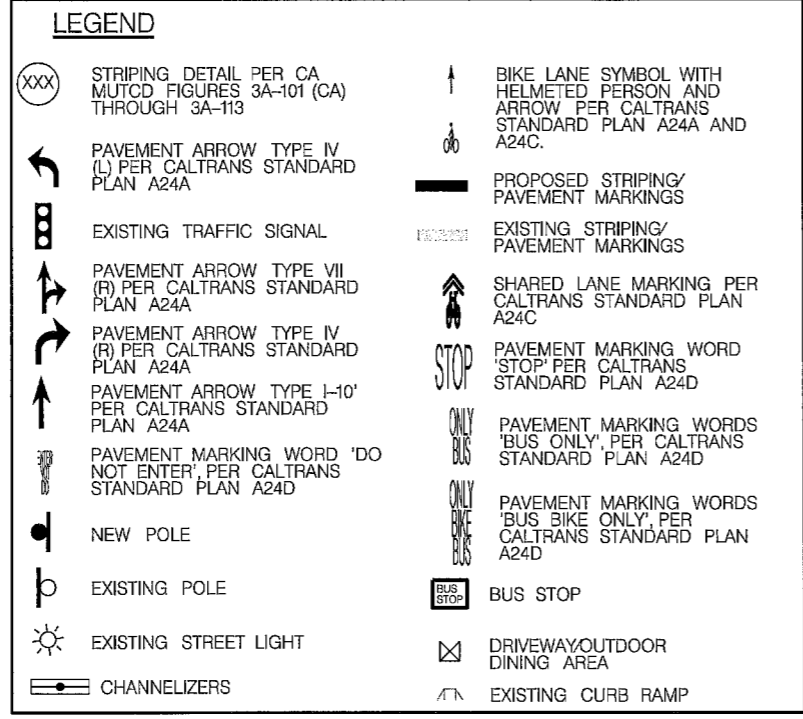 LEGEND
XXX
STRIPING DETAIL PER CA
MUTCD FIGURES 3A-101 (CA)
THROUGH 3A-113
PAVEMENT ARROW TYPE IV
(L) PER CALTRANS STANDARD
PLAN A24A
EXISTING TRAFFIC SIGNAL
PAVEMENT ARROW TYPE VII
(R) PER CALTRANS STANDARD
PLAN A24A
PAVEMENT ARROW TYPE IV
(R) PER CALTRANS STANDARD
PLAN A24A
PAVEMENT ARROW TYPE I-10'
PER CALTRANS STANDARD
PLAN A24A
ENTER
NOT
DO
PAVEMENT MARKING WORD 'DO
NOT ENTER', PER CALTRANS
STANDARD PLAN A24D
NEW POLE
EXISTING POLE
EXISTING STREET LIGHT
CHANNELIZERS
BIKE LANE SYMBOL WITH
HELMETED PERSON AND
ARROW PER CALTRANS
STANDARD PLAN A24A AND
A24C.
PROPOSED STRIPING/
PAVEMENT MARKINGS
EXISTING STRIPING/
PAVEMENT MARKINGS
SHARED LANE MARKING PER
CALTRANS STANDARD PLAN
A24C
STOP
PAVEMENT MARKING WORD
'STOP' PER CALTRANS
STANDARD PLAN A24D
ONLY
BUS
PAVEMENT MARKING WORDS
'BUS ONLY', PER CALTRANS
STANDARD PLAN A24D
ONLY
BIKE
BUS
PAVEMENT MARKING WORDS
'BUS BIKE ONLY', PER
CALTRANS STANDARD PLAN
A24D
BUS
STOP
BUS STOP
DRIVEWAY/OUTDOOR
DINING AREA
EXISTING CURB RAMP